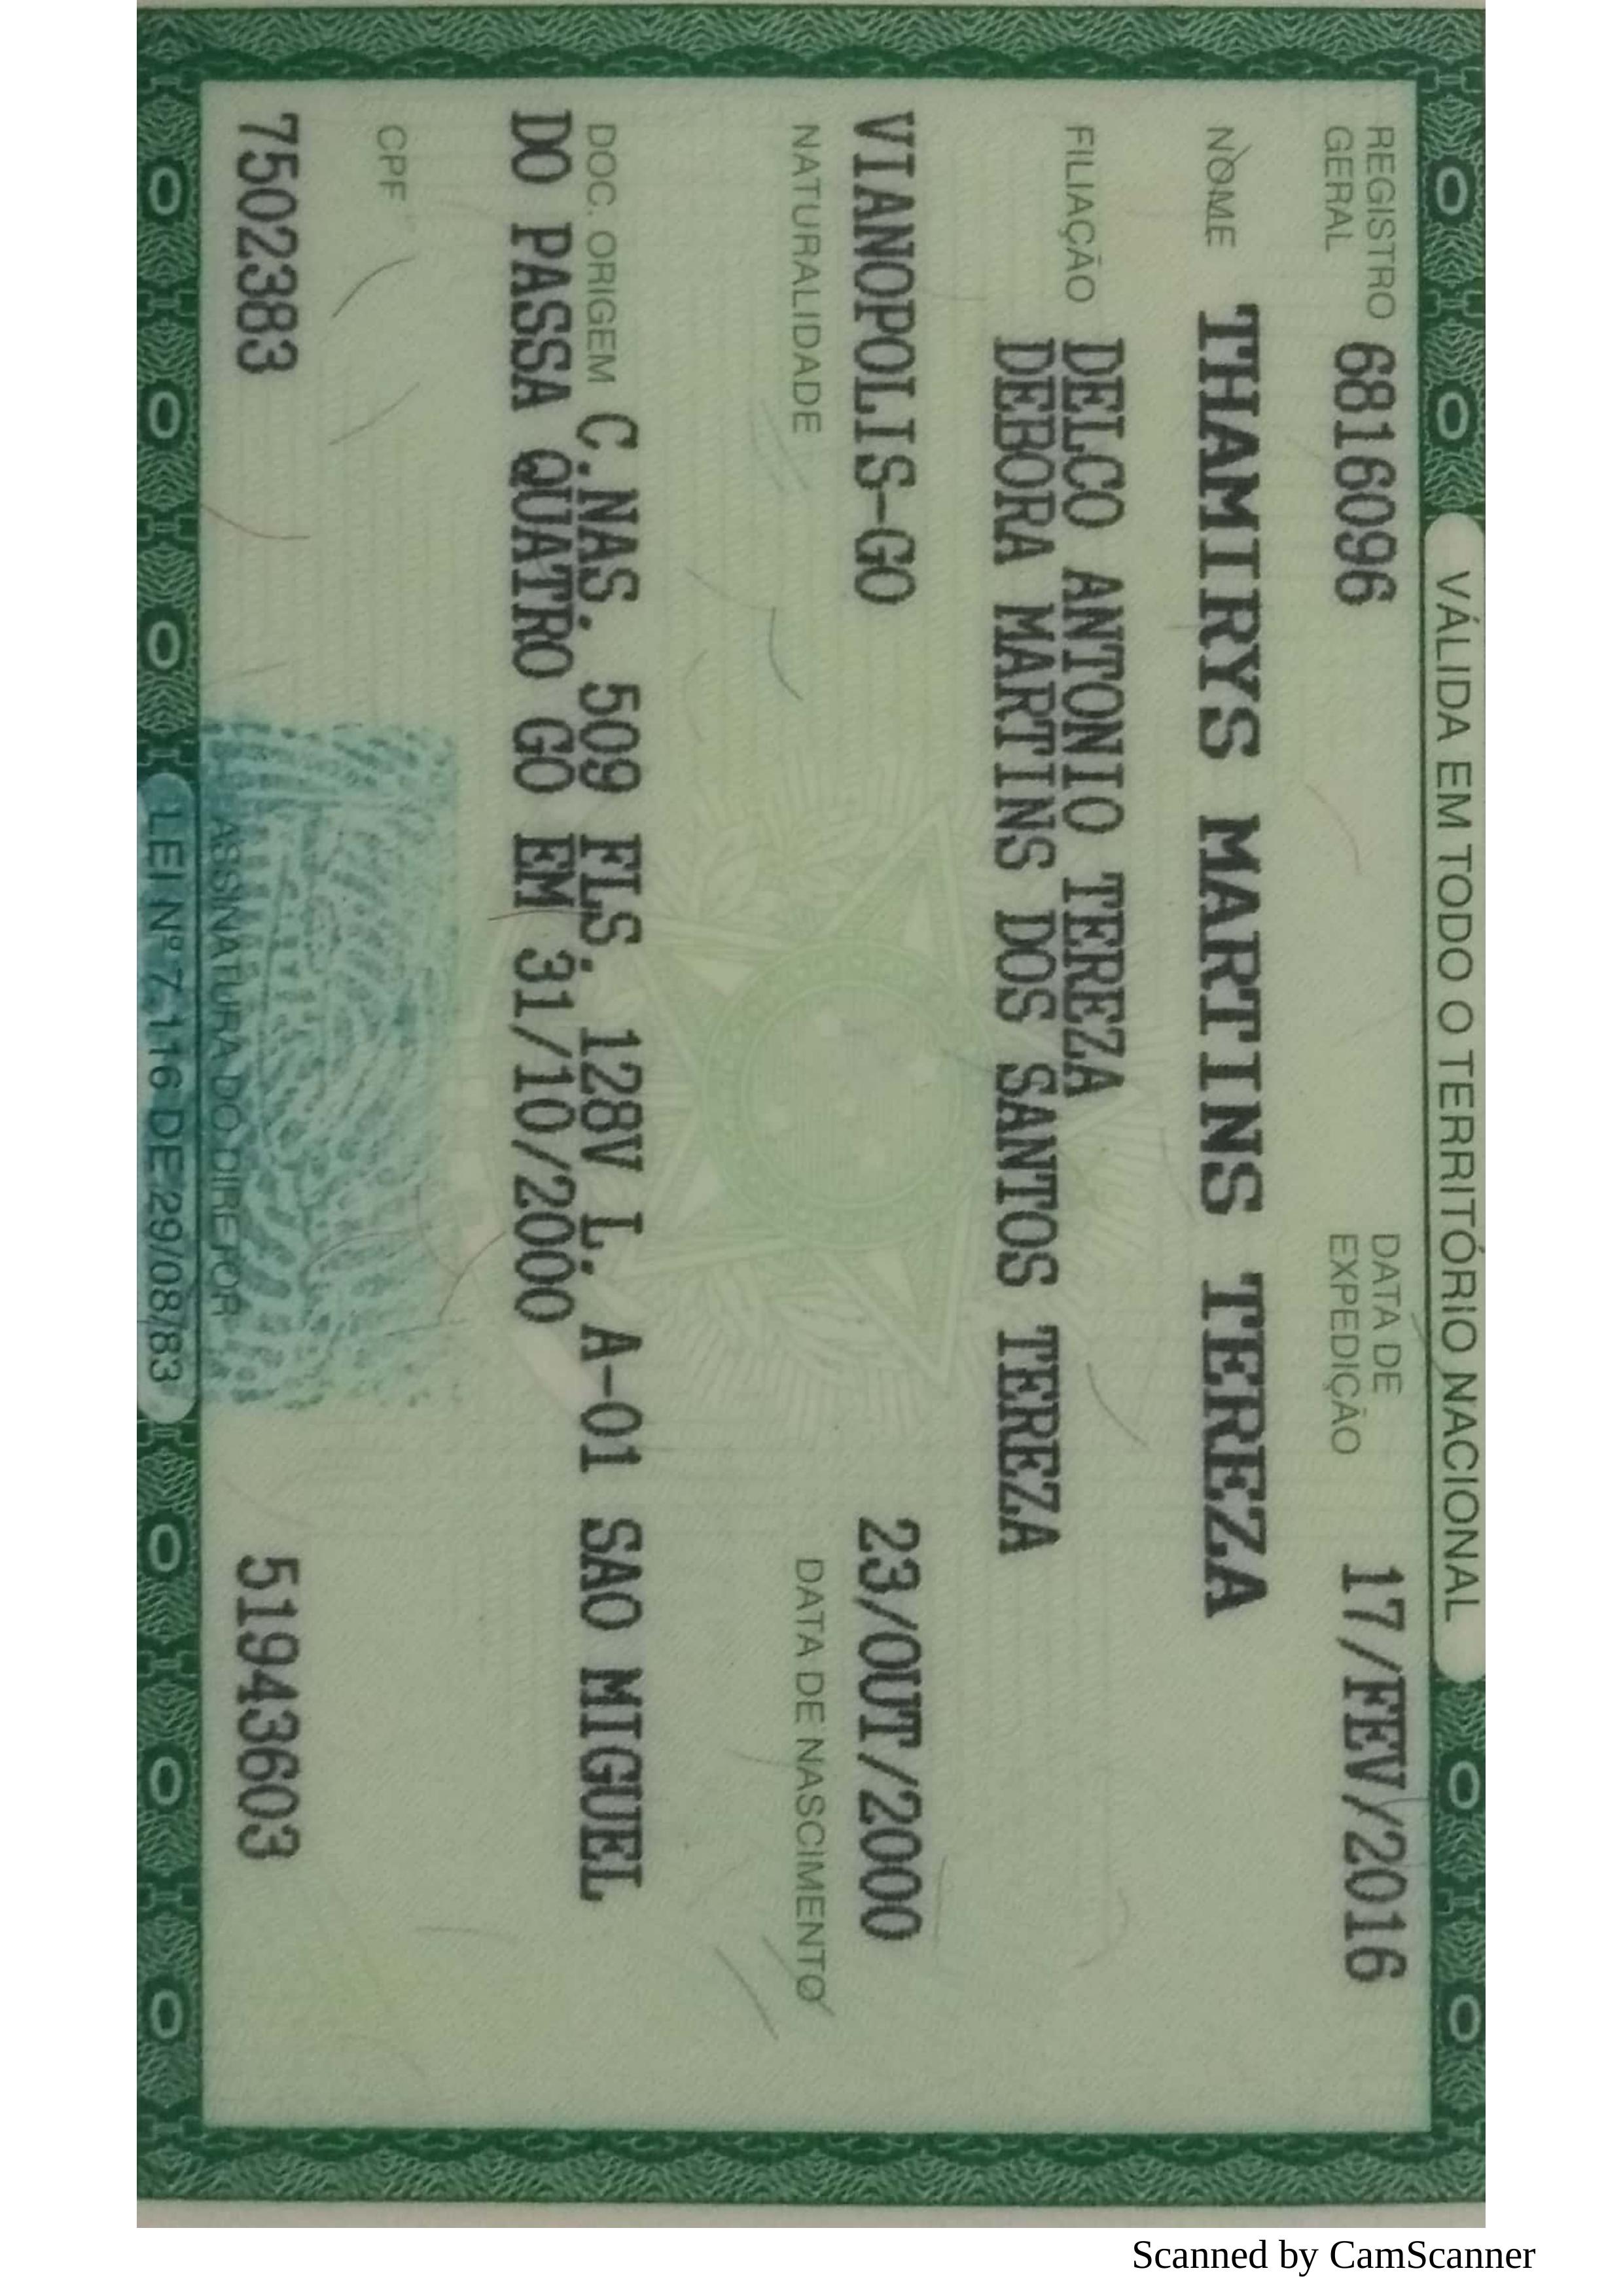 VÁLIDA EM TODO O TERRITÓRIO NACIONAL
REGISTRO GERAL 6816096 DATA DE EXPEDIÇÃO 17/FEV/2016
NOME THAMIRYS MARTINS TEREZA
FILIAÇÃO DELCO ANTONIO TEREZA
DEBORA MARTINS DOS SANTOS TEREZA
VIANOPOLIS-GO 23/OUT/2000
NATURALIDADE DATA DE NASCIMENTO
DOC. ORIGEM C.NAS. 509 FLS. 128V L. A-01 SAO MIGUEL
DO PASSA QUATRO GO EM 31/10/2000
CPF
7502383 51943603
ASSINATURA DO DIRETOR
LEI Nº 7.116 DE 29/08/83
Scanned by CamScanner